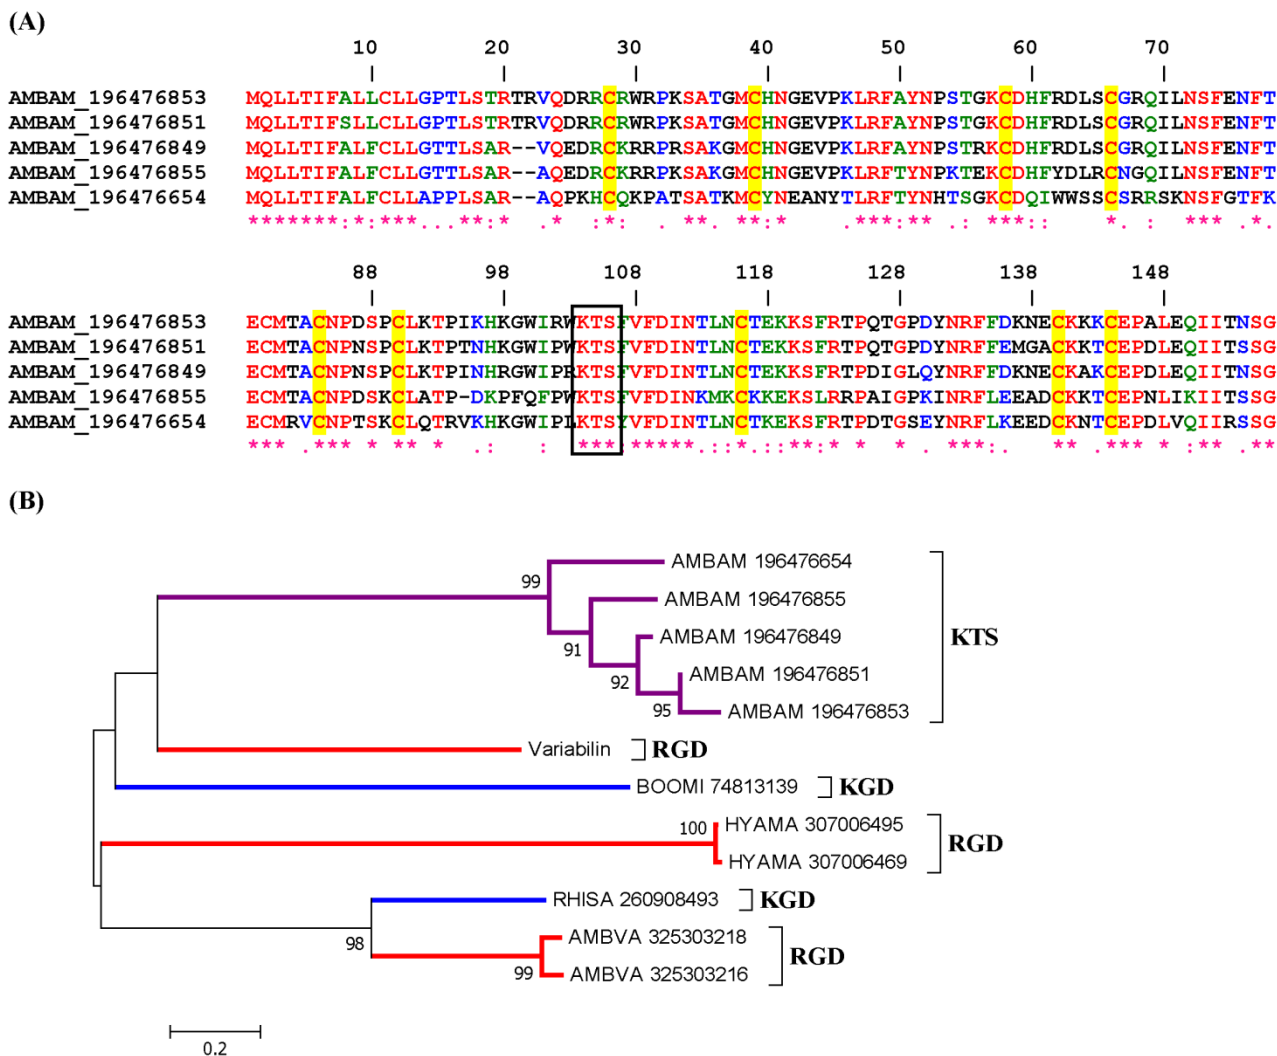 (A)
10 20 30 40 50 60 70
AMBAM_196476853 MQLLTIFALLCLLGPTLSTRTRVQDRRCRWRPKSATGMCHNGEVPKLRFAYNPSTGKCDHFRDLSCGRQILNSFENFT
AMBAM_196476851 MQLLTIFSLLCLLGPTLSTRTRVQDRRCRWRPKSATGMCHNGEVPKLRFAYNPSTGKCDHFRDLSCGRQILNSFENFT
AMBAM_196476849 MQLLTIFALFCLLGTTLSAR--VQEDRCKRRPRSAKGMCHNGEVPKLRFAYNPSTRKCDHFRDLSCGRQILNSFENFT
AMBAM_196476855 MQLLTIFALFCLLGTTLSAR--AQEDRCKRRPKSAKGMCHNGEVPKLRFTYNPKTEKCDHFYDLRCNGQILNSFENFT
AMBAM_196476654 MQLLTIFALFCLLAPPLSAR--AQPKHCQKPATSATKMCYNEANYTLRFTYNHTSGKCDQIWWSSCSRRSKNSFGTFK
*******:*:***...**:*  .*  :*:  . **  **:*    .***:** .: ***::    *. :  *** .*.
88 98 108 118 128 138 148
AMBAM_196476853 ECMTACNPDSPCLKTPIKHKGWIRWKTSFVFDINTLNCTEKKSFRTPQTGPDYNRFFDKNECKKKCEPALEQIITNSG
AMBAM_196476851 ECMTACNPNSPCLKTPTNHKGWIPWKTSFVFDINTLNCTEKKSFRTPQTGPDYNRFFEMGACKKTCEPDLEQIITSSG
AMBAM_196476849 ECMTACNPNSPCLKTPINHRGWIPRKTSFVFDINTLNCTEKKSFRTPDIGLQYNRFFDKNECKAKCEPDLEQIITNSG
AMBAM_196476855 ECMTACNPDSKCLATP-DKPFQFPWKTSFVFDINKMKCKKEKSLRRPAIGPKINRFLEEADCKKTCEPNLIKIITSSG
AMBAM_196476654 ECMRVCNPTSKCLQTRVKHKGWIPLKTSYVFDINTLNCTKEKSFRTPDTGSEYNRFLKEEDCKNTCEPDLVQIIRSSG
*** .*** * ** *  .:   :  ***:*****.::*.::**:* *  *   ***:.   ** .*** * :** .**
(B)
99 AMBAM 196476654
AMBAM 196476855
91 AMBAM 196476849 KTS
92 AMBAM 196476851
95 AMBAM 196476853
Variabilin RGD
BOOMI 74813139 KGD
100 HYAMA 307006495
RGD
HYAMA 307006469
RHISA 260908493 KGD
98 AMBVA 325303218
RGD
99 AMBVA 325303216
0.2